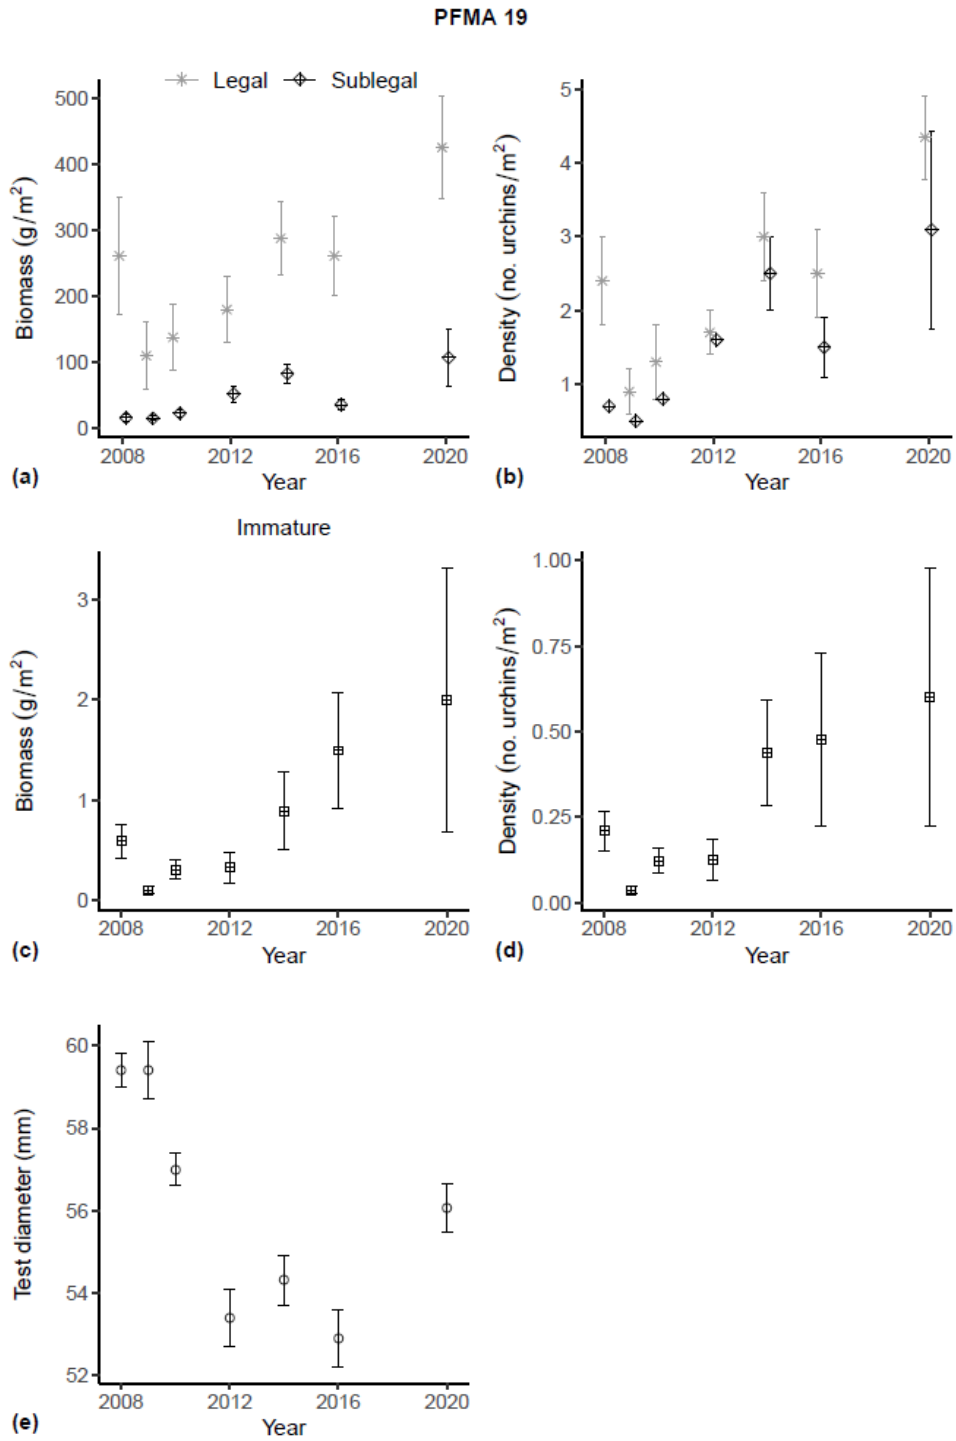 PFMA 19
Legal Sublegal
Biomass (g/m²)
500
400
300
200
100
0
2008 2012 2016 2020
Year
(a)
Density (no. urchins/m²)
5
4
3
2
1
2008 2012 2016 2020
Year
(b)
Immature
Biomass (g/m²)
3
2
1
0
2008 2012 2016 2020
Year
(c)
Density (no. urchins/m²)
1.00
0.75
0.50
0.25
0.00
2008 2012 2016 2020
Year
(d)
Test diameter (mm)
60
58
56
54
52
2008 2012 2016 2020
Year
(e)